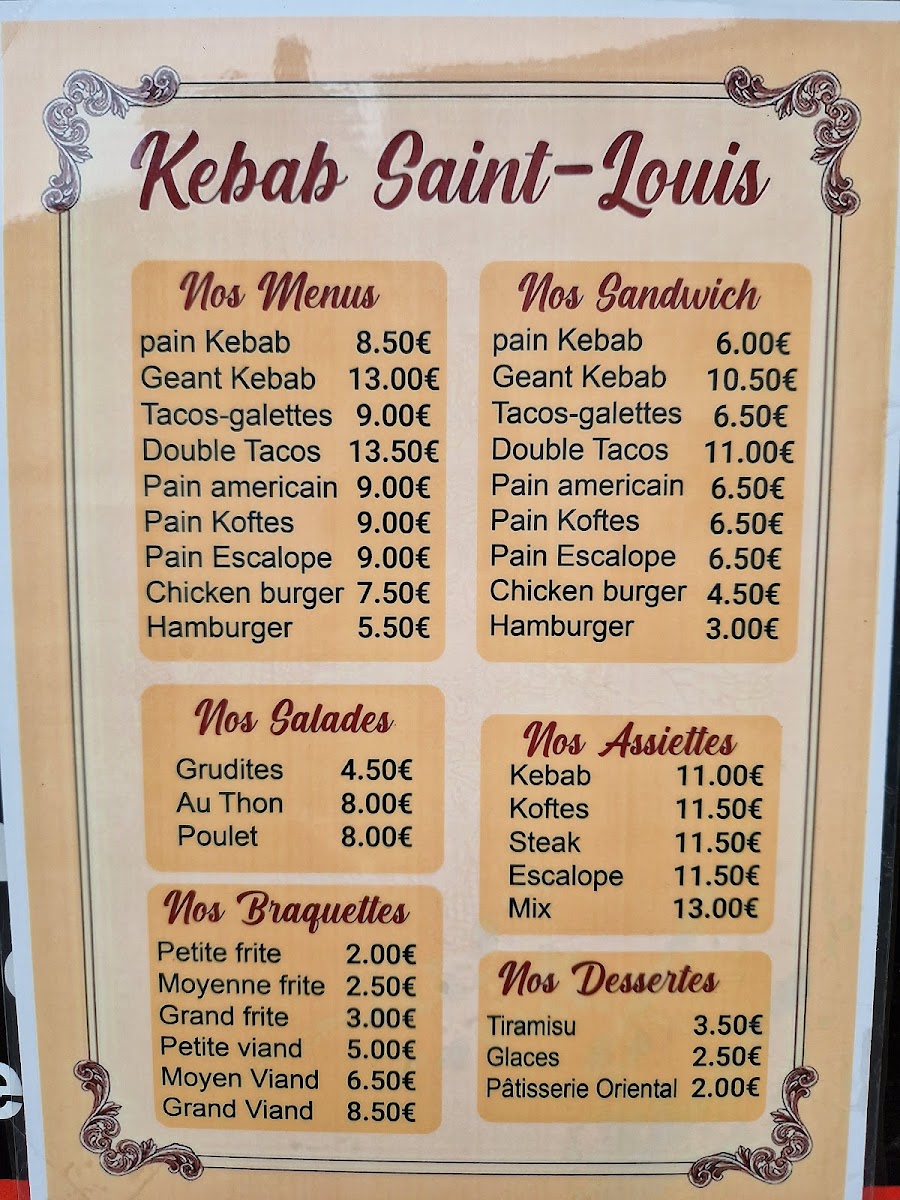 Kebab Saint-Louis
Nos Menus
pain Kebab 8.50€
Geant Kebab 13.00€
Tacos-galettes 9.00€
Double Tacos 13.50€
Pain americain 9.00€
Pain Koftes 9.00€
Pain Escalope 9.00€
Chicken burger 7.50€
Hamburger 5.50€
Nos Sandwich
pain Kebab 6.00€
Geant Kebab 10.50€
Tacos-galettes 6.50€
Double Tacos 11.00€
Pain americain 6.50€
Pain Koftes 6.50€
Pain Escalope 6.50€
Chicken burger 4.50€
Hamburger 3.00€
Nos Salades
Grudites 4.50€
Au Thon 8.00€
Poulet 8.00€
Nos Assiettes
Kebab 11.00€
Koftes 11.50€
Steak 11.50€
Escalope 11.50€
Mix 13.00€
Nos Braquettes
Petite frite 2.00€
Moyenne frite 2.50€
Grand frite 3.00€
Petite viand 5.00€
Moyen Viand 6.50€
Grand Viand 8.50€
Nos Dessertes
Tiramisu 3.50€
Glaces 2.50€
Pâtisserie Oriental 2.00€